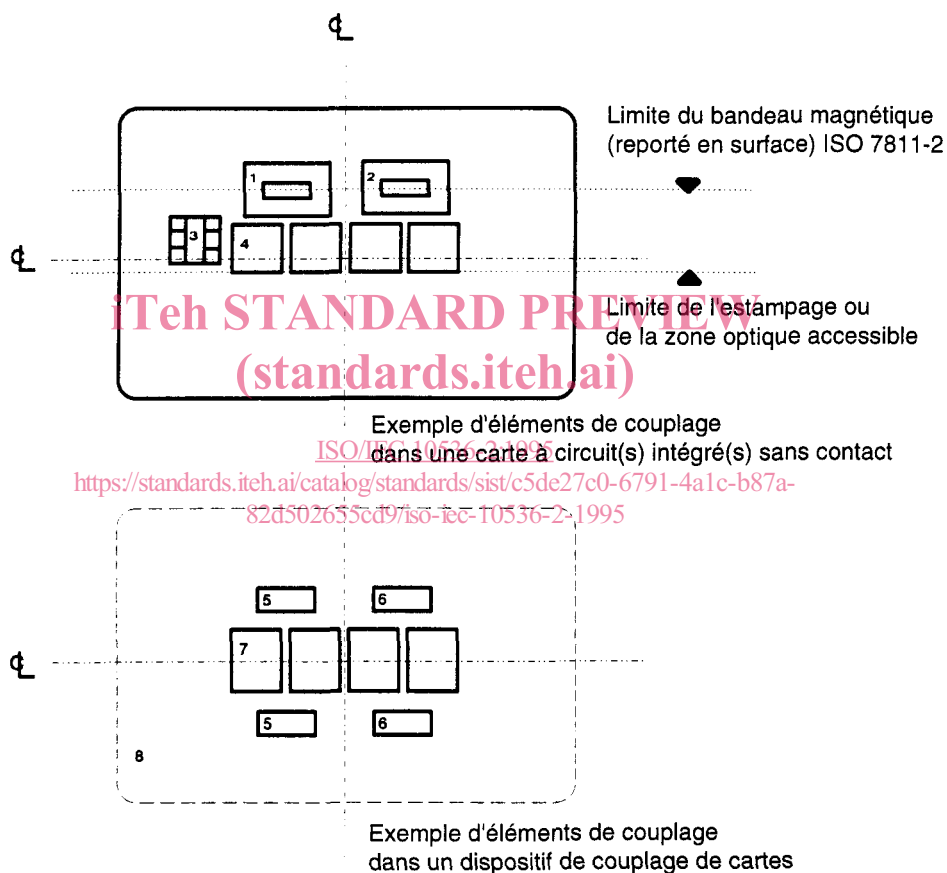 ℄
Limite du bandeau magnétique
(reporté en surface) ISO 7811-2
1
2
3
4
℄
iTeh STANDARD PREVIEW
Limite de l'estampage ou
de la zone optique accessible
(standards.iteh.ai)
Exemple d'éléments de couplage
dans une carte à circuit(s) intégré(s) sans contact
ISO/IEC 10536-2:1995
https://standards.iteh.ai/catalog/standards/sist/c5de27c0-6791-4a1c-b87a-
82d502655cd9/iso-iec-10536-2-1995
5
6
7
℄
5
6
8
Exemple d'éléments de couplage
dans un dispositif de couplage de cartes